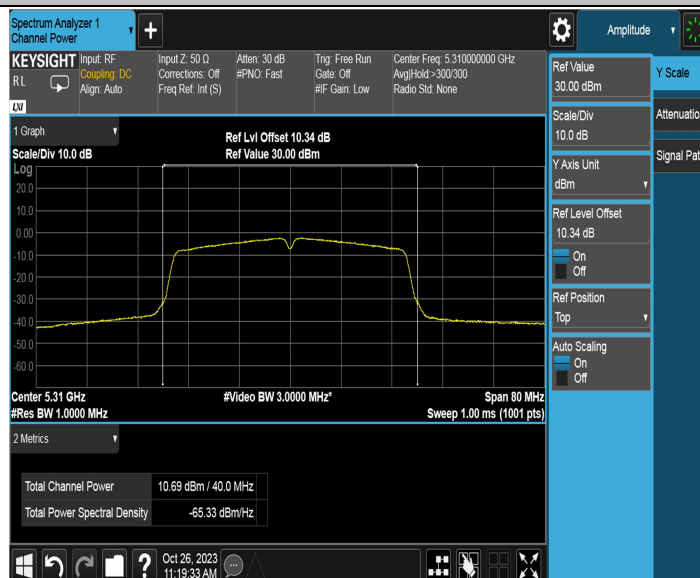 Spectrum Analyzer 1
Channel Power
Amplitude
KEYSIGHT
Input: RF
Coupling: DC
Align: Auto
Input Z: 50 Ω
Corrections: Off
Freq Ref: Int (S)
Atten: 30 dB
#PNO: Fast
Trig: Free Run
Gate: Off
#IF Gain: Low
Center Freq: 5.310000000 GHz
Avg|Hold:>300/300
Radio Std: None
R L
LXI
1 Graph
Scale/Div 10.0 dB
Ref Lvl Offset 10.34 dB
Ref Value 30.00 dBm
Log
20.0
10.0
0.00
-10.0
-20.0
-30.0
-40.0
-50.0
-60.0
Center 5.31 GHz
#Res BW 1.0000 MHz
#Video BW 3.0000 MHz*
Span 80 MHz
Sweep 1.00 ms (1001 pts)
2 Metrics
Total Channel Power 10.69 dBm / 40.0 MHz
Total Power Spectral Density -65.33 dBm/Hz
Ref Value
30.00 dBm
Scale/Div
10.0 dB
Y Axis Unit
dBm
Ref Level Offset
10.34 dB
On
Off
Ref Position
Top
Auto Scaling
On
Off
Y Scale
Attenuatio
Signal Pat
?
Oct 26, 2023
11:19:33 AM